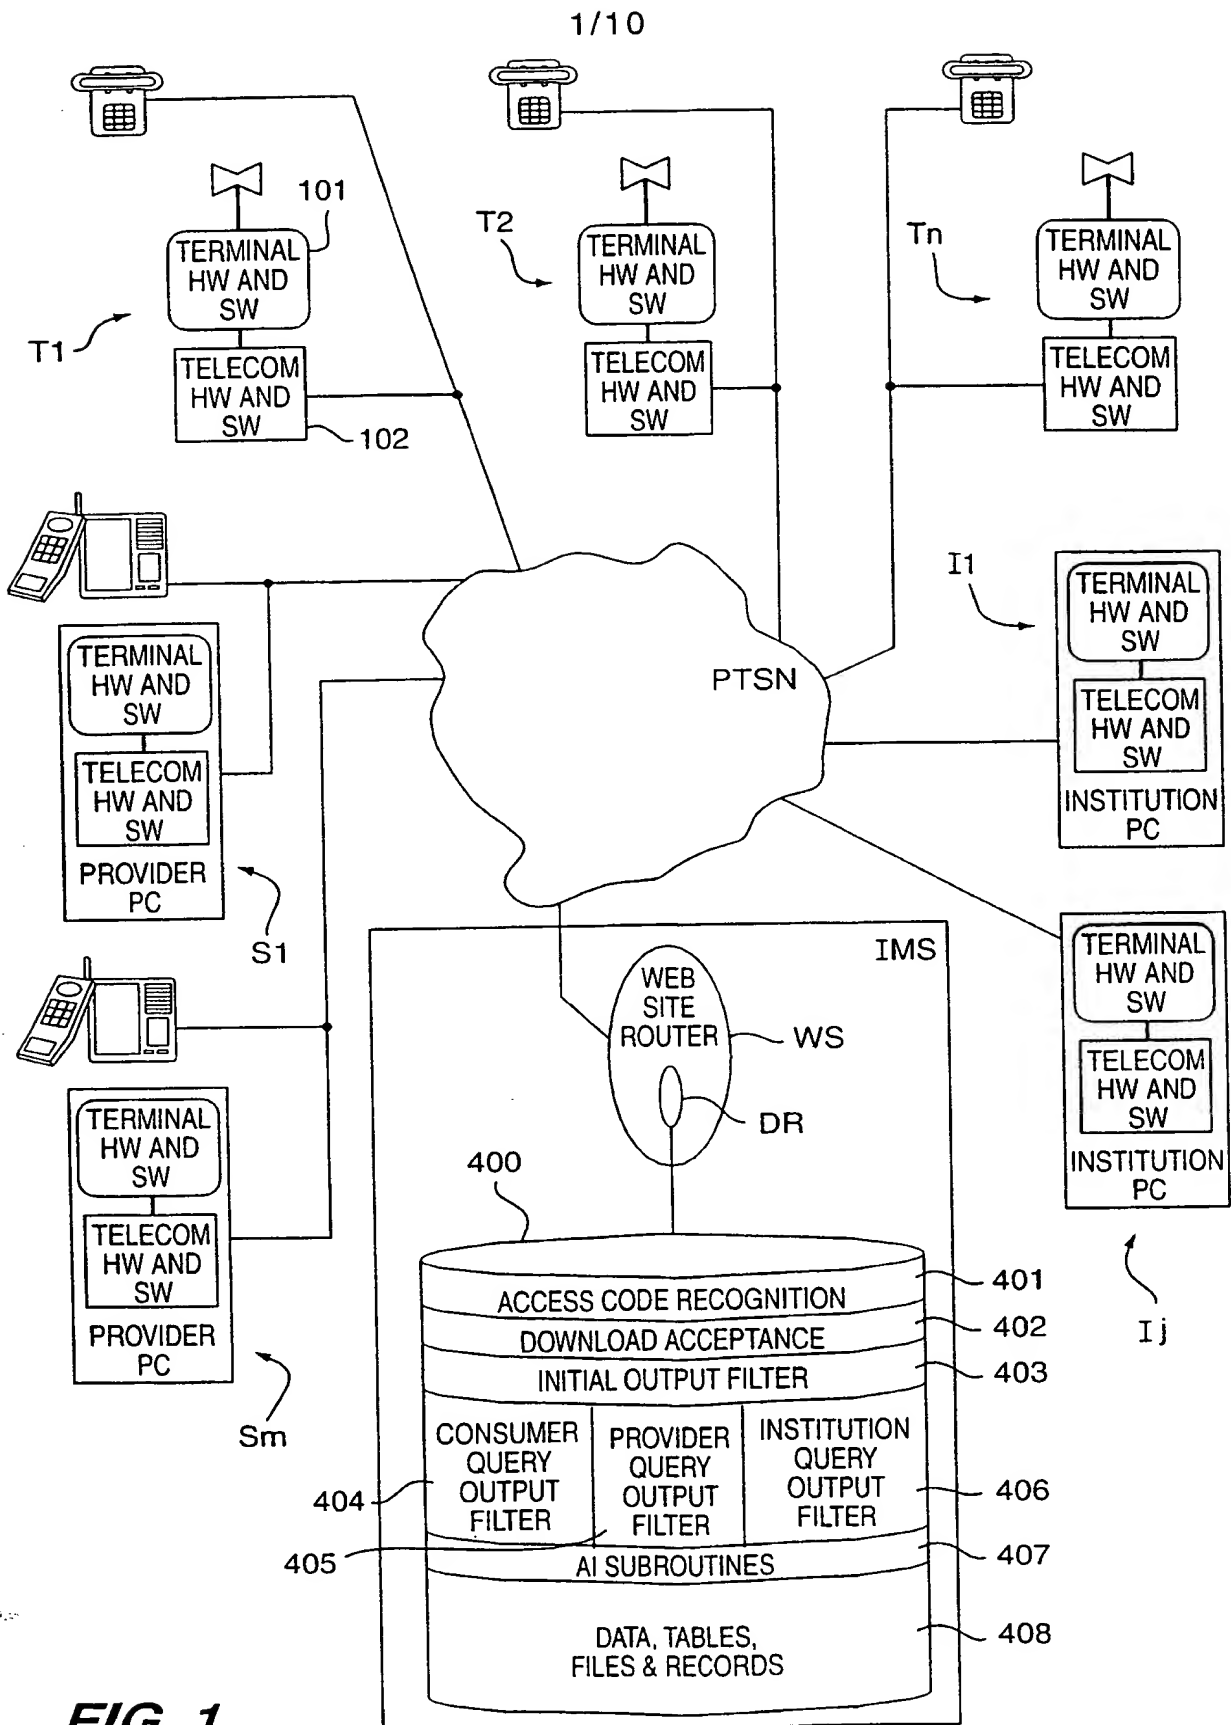 1/10
101
TERMINAL
HW AND
SW
T1
TELECOM
HW AND
SW
102
T2
TERMINAL
HW AND
SW
TELECOM
HW AND
SW
Tn
TERMINAL
HW AND
SW
TELECOM
HW AND
SW
TERMINAL
HW AND
SW
TELECOM
HW AND
SW
PROVIDER
PC
S1
PTSN
I1
TERMINAL
HW AND
SW
TELECOM
HW AND
SW
INSTITUTION
PC
TERMINAL
HW AND
SW
TELECOM
HW AND
SW
PROVIDER
PC
Sm
TERMINAL
HW AND
SW
TELECOM
HW AND
SW
INSTITUTION
PC
Ij
IMS
WEB
SITE
ROUTER
WS
DR
400
ACCESS CODE RECOGNITION
401
DOWNLOAD ACCEPTANCE
402
INITIAL OUTPUT FILTER
403
CONSUMER
QUERY
OUTPUT
FILTER
404
PROVIDER
QUERY
OUTPUT
FILTER
405
INSTITUTION
QUERY
OUTPUT
FILTER
406
AI SUBROUTINES
407
DATA, TABLES,
FILES & RECORDS
408
FIG. 1